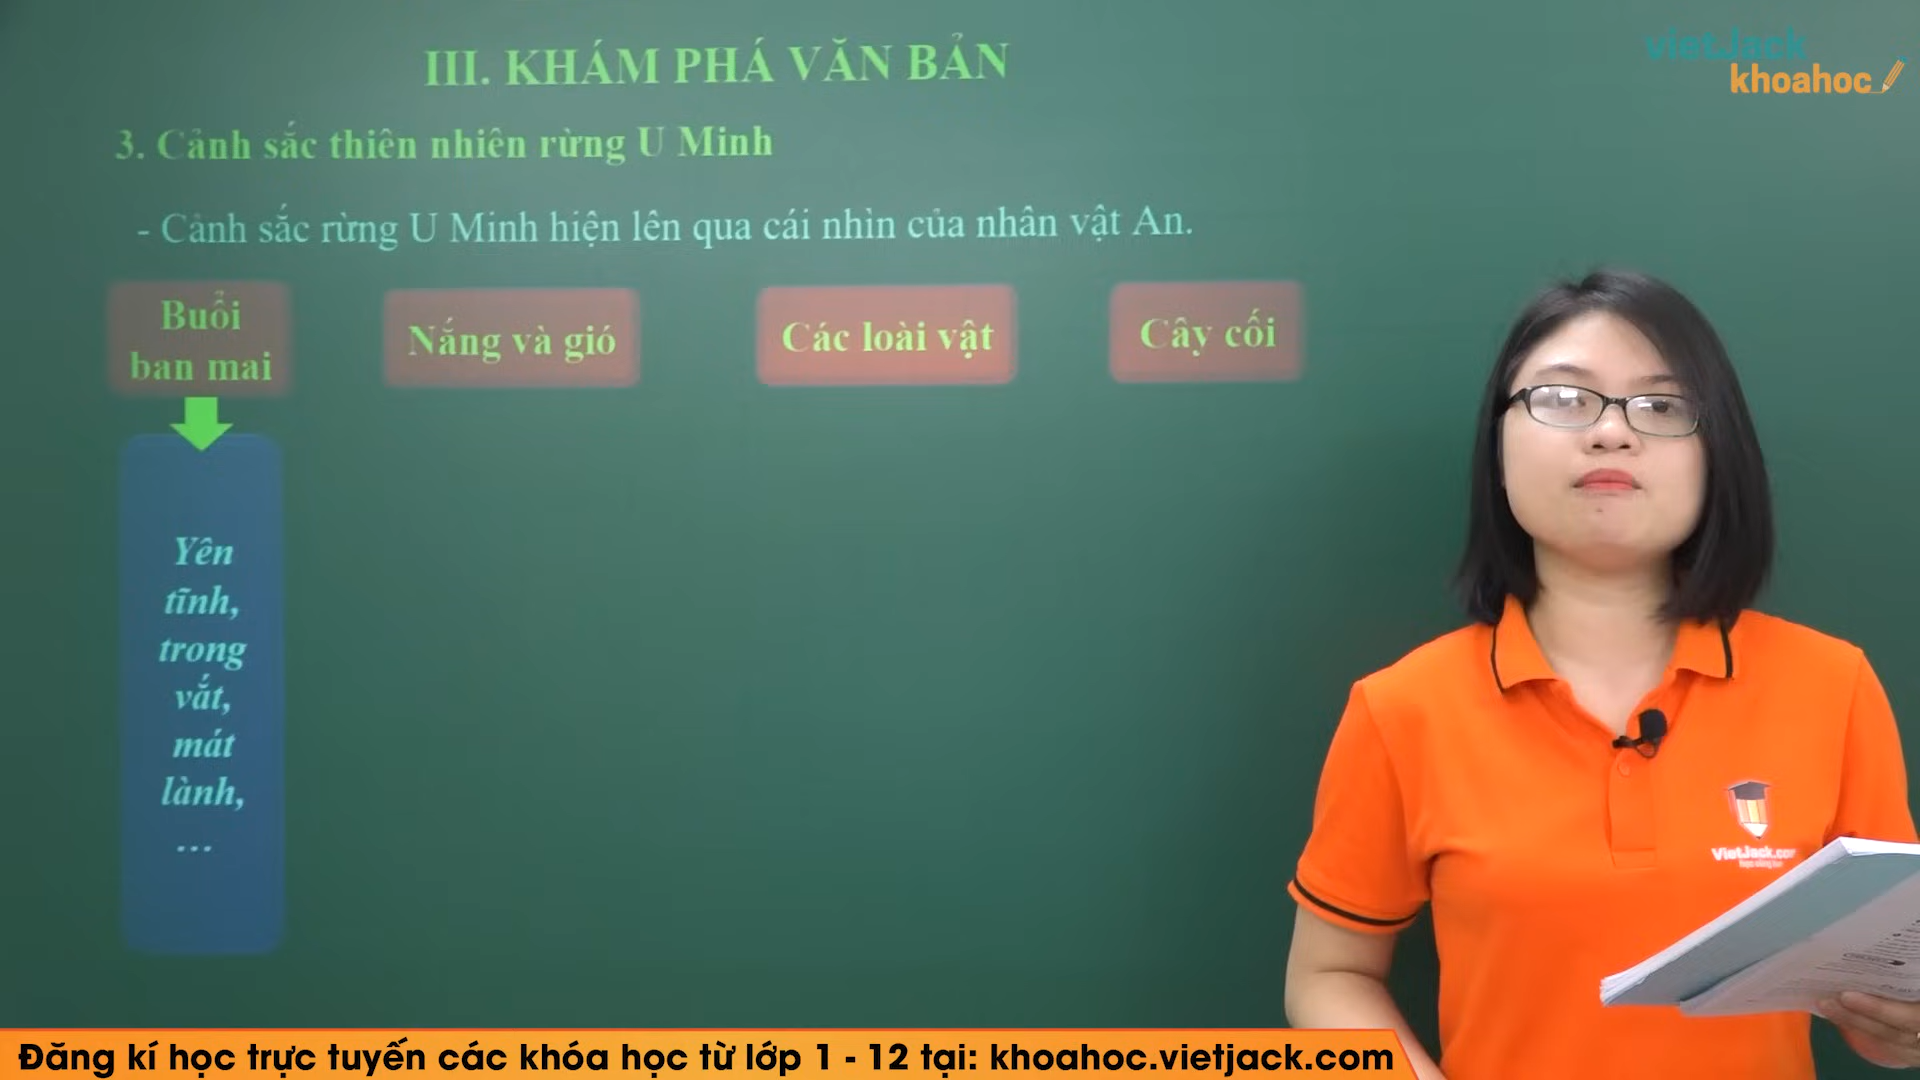 III. KHÁM PHÁ VĂN BẢN
vietJack
khoahoc
3. Cảnh sắc thiên nhiên rừng U Minh
- Cảnh sắc rừng U Minh hiện lên qua cái nhìn của nhân vật An.
Buổi
ban mai
Nắng và gió
Các loài vật
Cây cối
Yên
tĩnh,
trong
vắt,
mát
lành,
...
VietJack.com
Đăng kí học trực tuyến các khóa học từ lớp 1 - 12 tại: khoahoc.vietjack.com